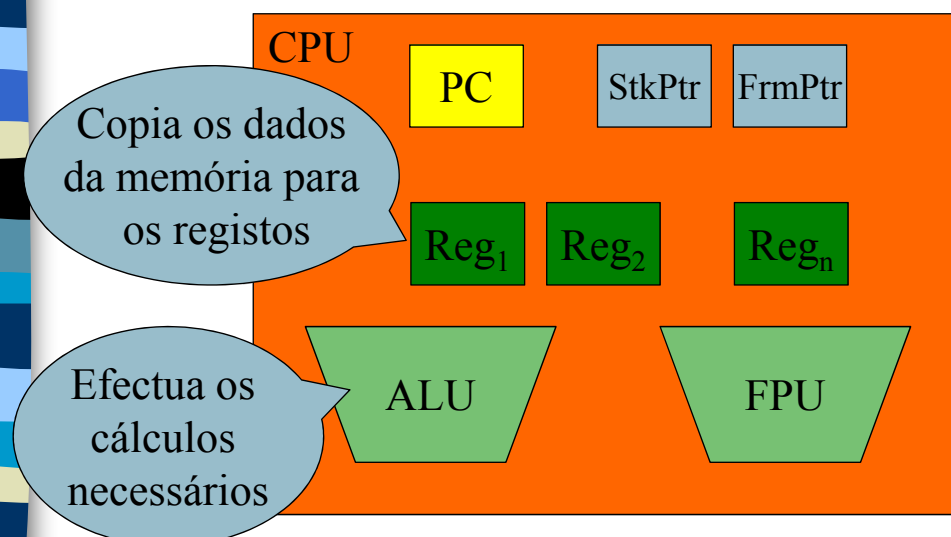 CPU
PC
StkPtr
FrmPtr
Copia os dados
da memória para
os registos
Reg₁
Reg₂
Regₙ
Efectua os
cálculos
necessários
ALU
FPU